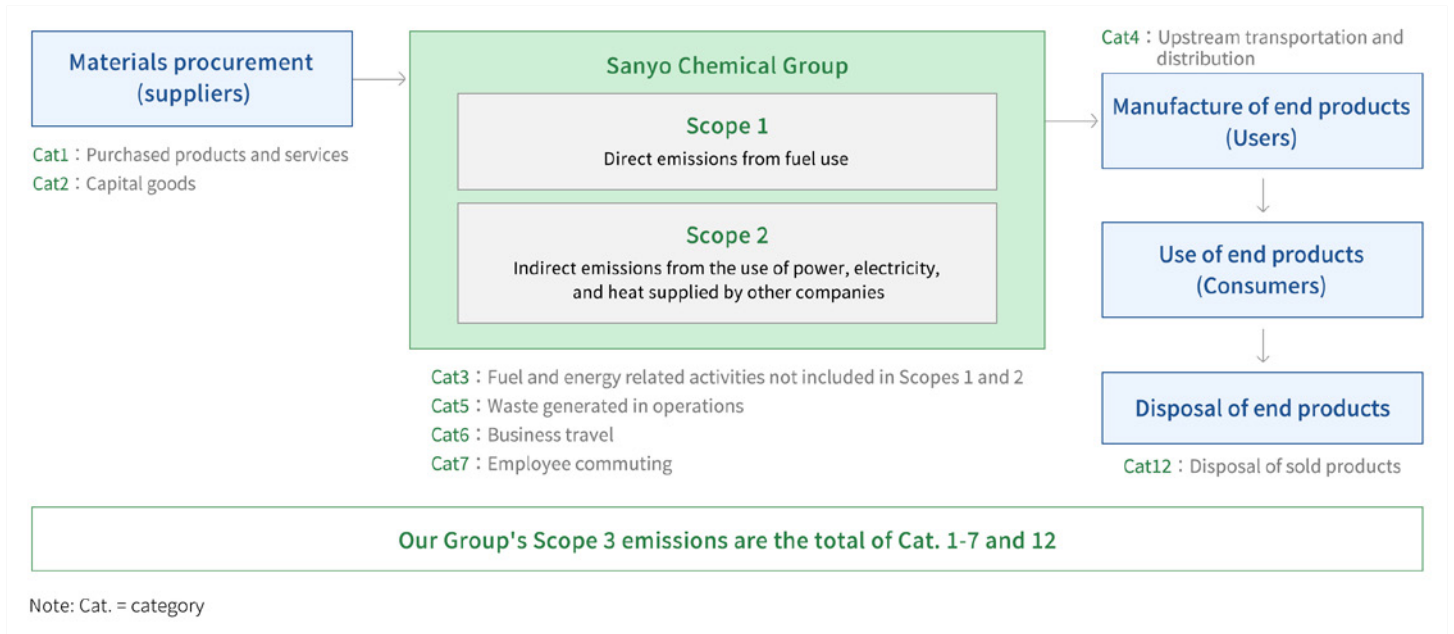 Materials procurement
(suppliers)
Cat1：Purchased products and services
Cat2：Capital goods
Sanyo Chemical Group
Scope 1
Direct emissions from fuel use
Scope 2
Indirect emissions from the use of power, electricity,
and heat supplied by other companies
Cat3：Fuel and energy related activities not included in Scopes 1 and 2
Cat5：Waste generated in operations
Cat6：Business travel
Cat7：Employee commuting
Cat4：Upstream transportation and
distribution
Manufacture of end products
(Users)
Use of end products
(Consumers)
Disposal of end products
Cat12：Disposal of sold products
Our Group's Scope 3 emissions are the total of Cat. 1-7 and 12
Note: Cat. = category